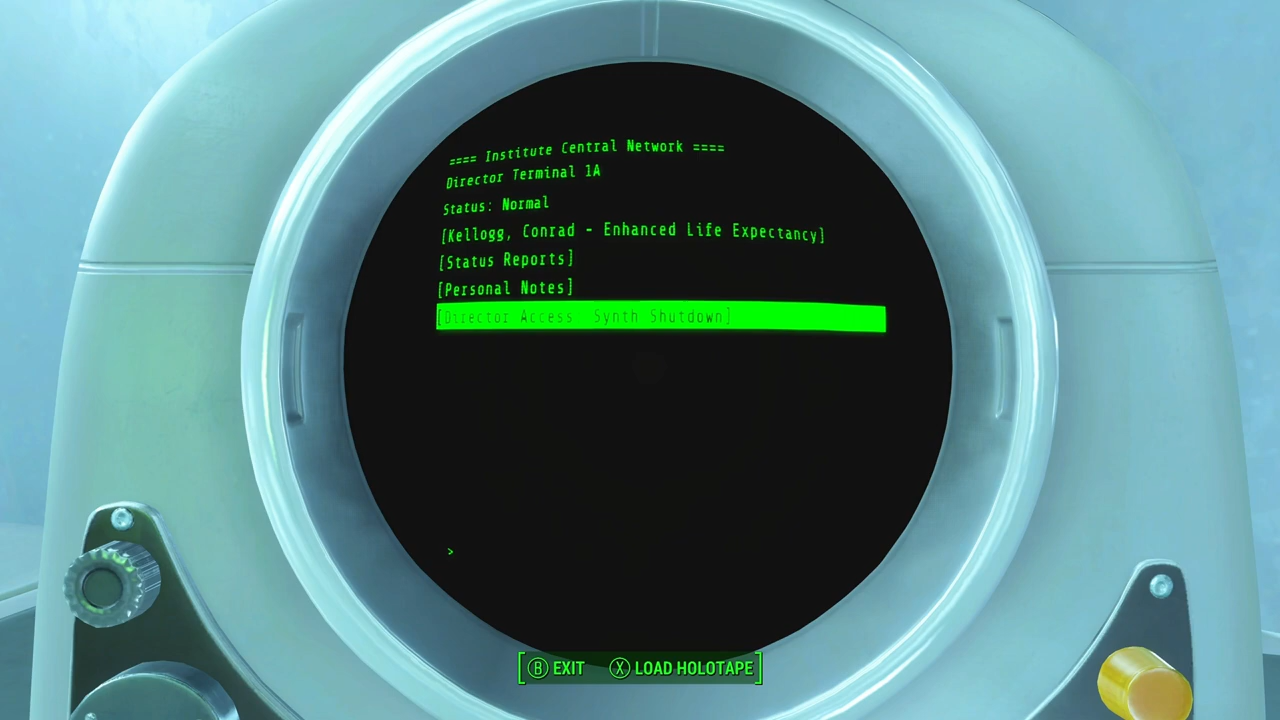 ==== Institute Central Network ====
Director Terminal 1A
Status: Normal
[Kellogg, Conrad - Enhanced Life Expectancy]
[Status Reports]
[Personal Notes]
[Director Access  Synth Shutdown]
>
[Ⓑ EXIT Ⓧ LOAD HOLOTAPE]